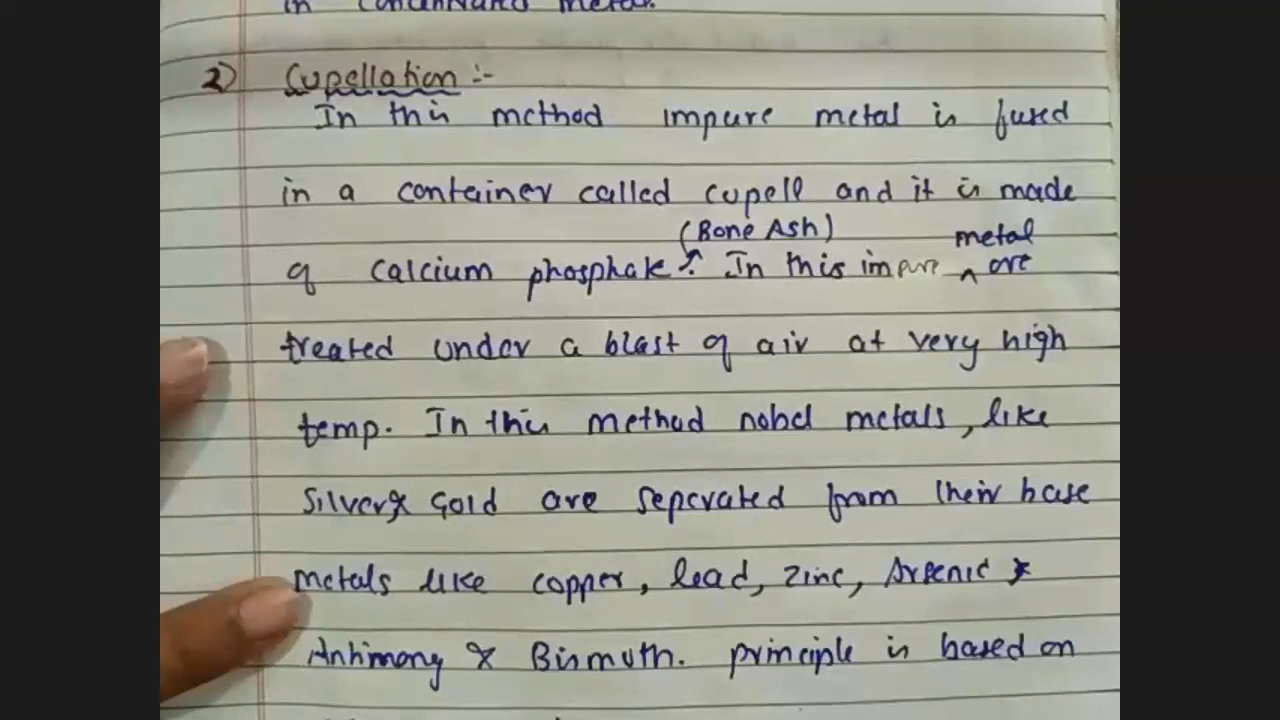 in
metal.
2) Cupellation :-
In this method impure metal is fused
in a container called cupell and it is made
(Bone Ash)
metal
of calcium phosphate. In this impure ^ are
treated under a blast of air at very high
temp. In this method nobel metals, like
Silver & Gold are seperated from their base
metals like copper, lead, zinc, Arsenic &
Antimony & Bismuth. principle is based on